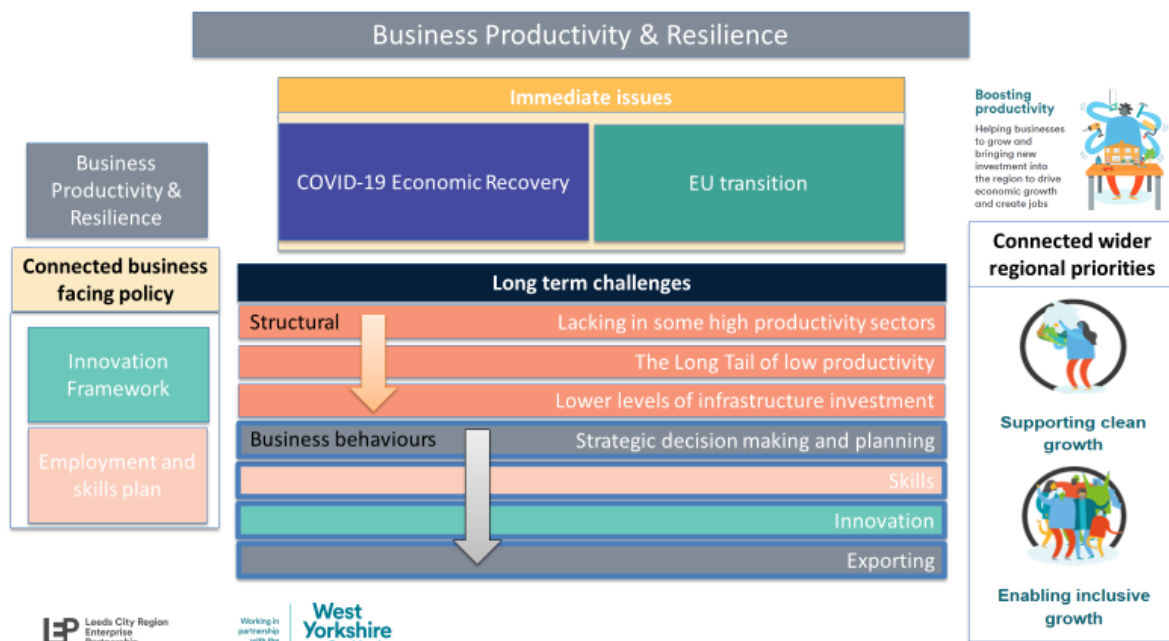 Business Productivity & Resilience
Immediate issues
COVID-19 Economic Recovery
EU transition
Boosting
productivity
Helping businesses
to grow and
bringing new
investment into
the region to drive
economic growth
and create jobs
Business
Productivity &
Resilience
Connected business
facing policy
Innovation
Framework
Employment and
skills plan
Long term challenges
Structural
Lacking in some high productivity sectors
The Long Tail of low productivity
Lower levels of infrastructure investment
Business behaviours
Strategic decision making and planning
Skills
Innovation
Exporting
Connected wider
regional priorities
Supporting clean
growth
Enabling inclusive
growth
LEP
Leeds City Region
Enterprise
Partnership
Working in
partnership
with the
West
Yorkshire